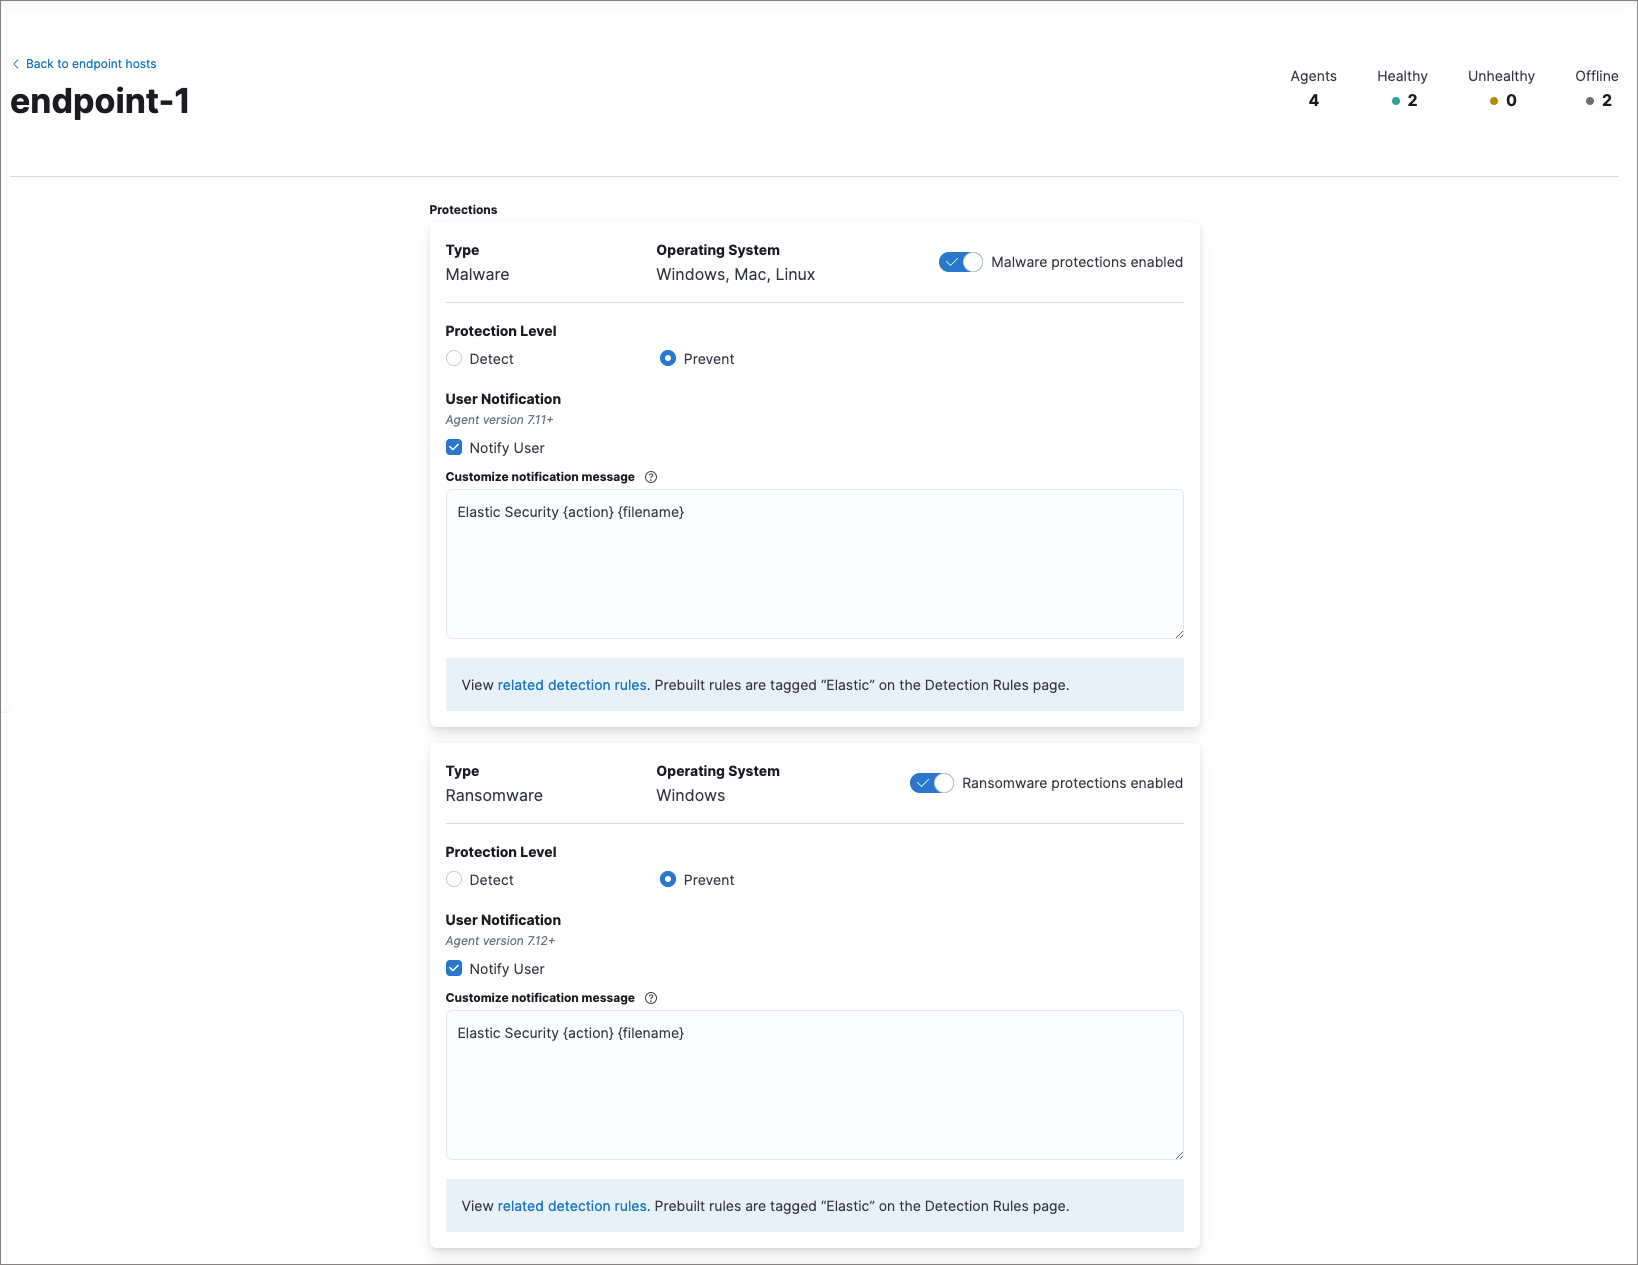 Back to endpoint hosts
endpoint-1
Agents Healthy Unhealthy Offline
4 2 0 2
Protections
Type Operating System
Malware Windows, Mac, Linux
Malware protections enabled
Protection Level
Detect Prevent
User Notification
Agent version 7.11+
Notify User
Customize notification message
Elastic Security {action} {filename}
View related detection rules. Prebuilt rules are tagged “Elastic” on the Detection Rules page.
Type Operating System
Ransomware Windows
Ransomware protections enabled
Protection Level
Detect Prevent
User Notification
Agent version 7.12+
Notify User
Customize notification message
Elastic Security {action} {filename}
View related detection rules. Prebuilt rules are tagged “Elastic” on the Detection Rules page.